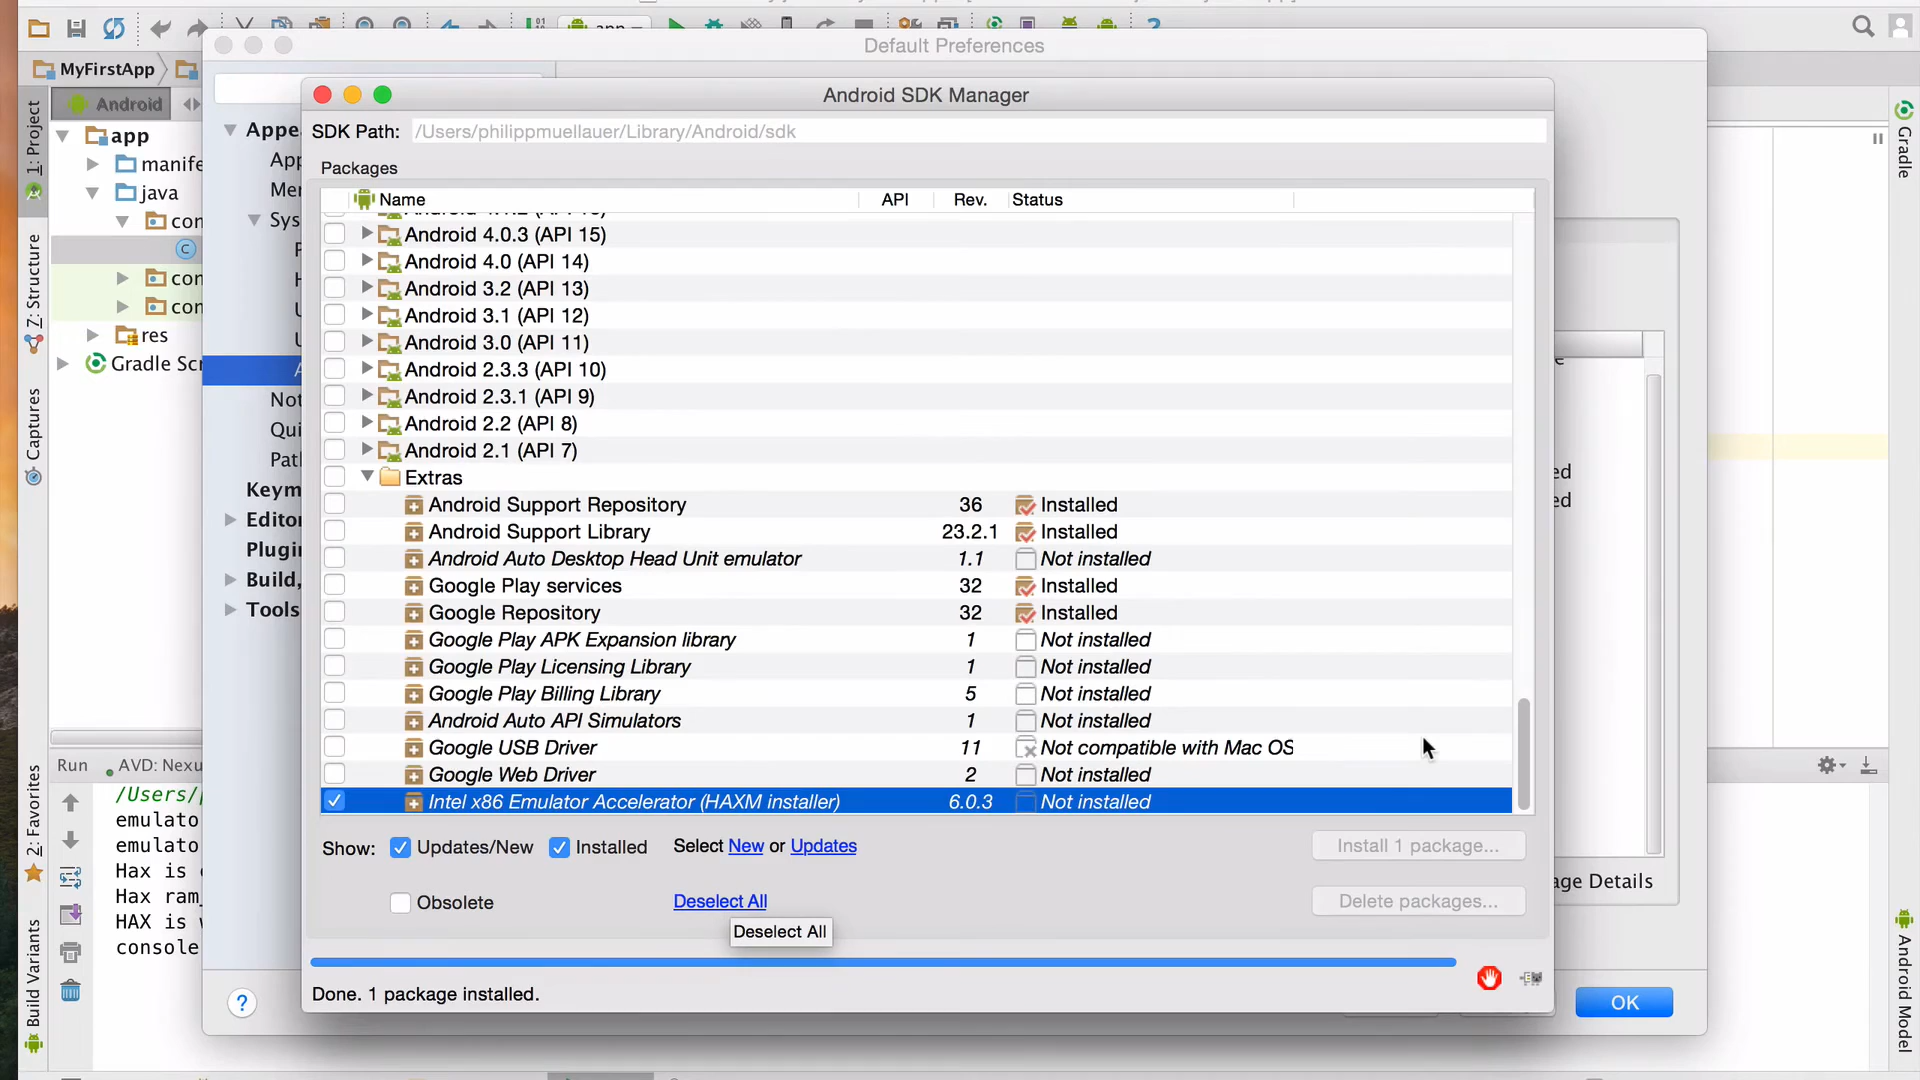 app
Default Preferences
MyFirstApp
Android
Android SDK Manager
SDK Path: /Users/philippmuellauer/Library/Android/sdk
Packages
Name API Rev. Status
Android 4.0.3 (API 15)
Android 4.0 (API 14)
Android 3.2 (API 13)
Android 3.1 (API 12)
Android 3.0 (API 11)
Android 2.3.3 (API 10)
Android 2.3.1 (API 9)
Android 2.2 (API 8)
Android 2.1 (API 7)
Extras
Android Support Repository 36 Installed
Android Support Library 23.2.1 Installed
Android Auto Desktop Head Unit emulator 1.1 Not installed
Google Play services 32 Installed
Google Repository 32 Installed
Google Play APK Expansion library 1 Not installed
Google Play Licensing Library 1 Not installed
Google Play Billing Library 5 Not installed
Android Auto API Simulators 1 Not installed
Google USB Driver 11 Not compatible with Mac OS
Google Web Driver 2 Not installed
Intel x86 Emulator Accelerator (HAXM installer) 6.0.3 Not installed
Show: Updates/New Installed Select New or Updates
Install 1 package...
Obsolete Deselect All
Delete packages...
Deselect All
Done. 1 package installed.
app
manife
java
con
C
con
con
res
Gradle Scr
Appe
App
Mer
Sys
Not
Qui
Path
Keym
Editor
Plugin
Build,
Tools
ed
ed
age Details
?
OK
Run AVD: Nexu
/Users/p
emulato
emulato
Hax is
Hax ram_
HAX is
console
1: Project
Z: Structure
Captures
2: Favorites
Build Variants
Gradle
Android Model